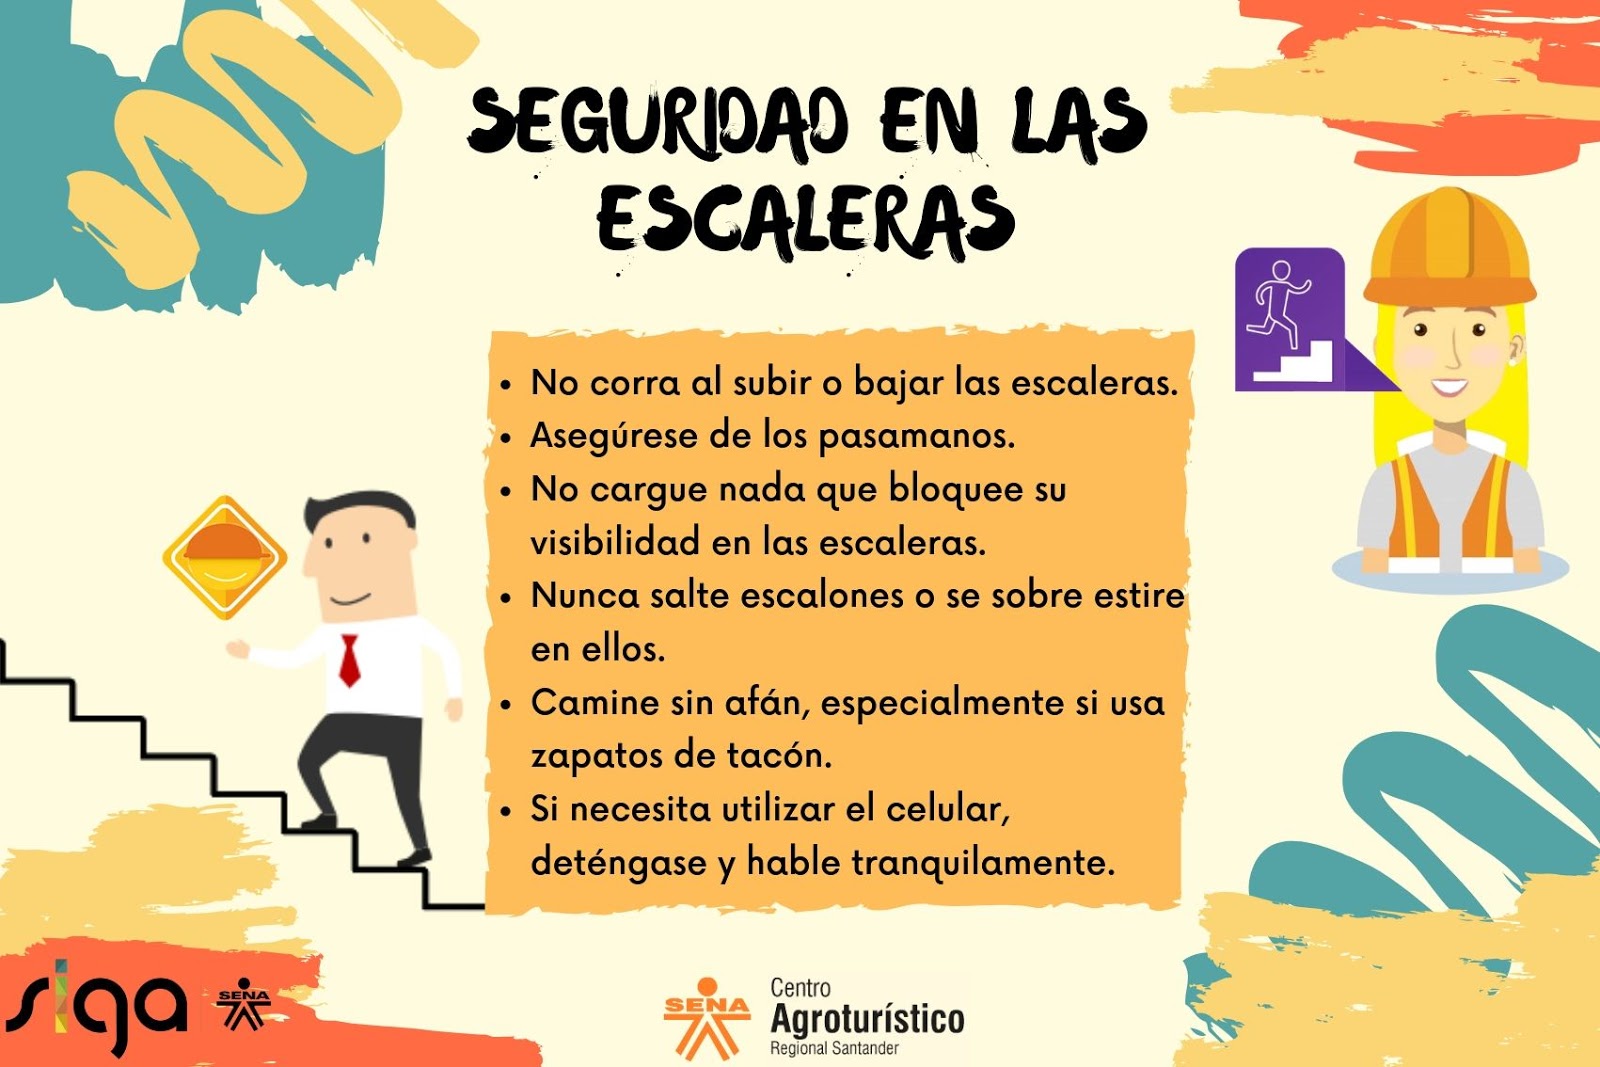 SEGURIDAD EN LAS
ESCALERAS
• No corra al subir o bajar las escaleras.
• Asegúrese de los pasamanos.
• No cargue nada que bloquee su
visibilidad en las escaleras.
• Nunca salte escalones o se sobre estire
en ellos.
• Camine sin afán, especialmente si usa
zapatos de tacón.
• Si necesita utilizar el celular,
deténgase y hable tranquilamente.
siga
SENA
SENA
Centro
Agroturístico
Regional Santander